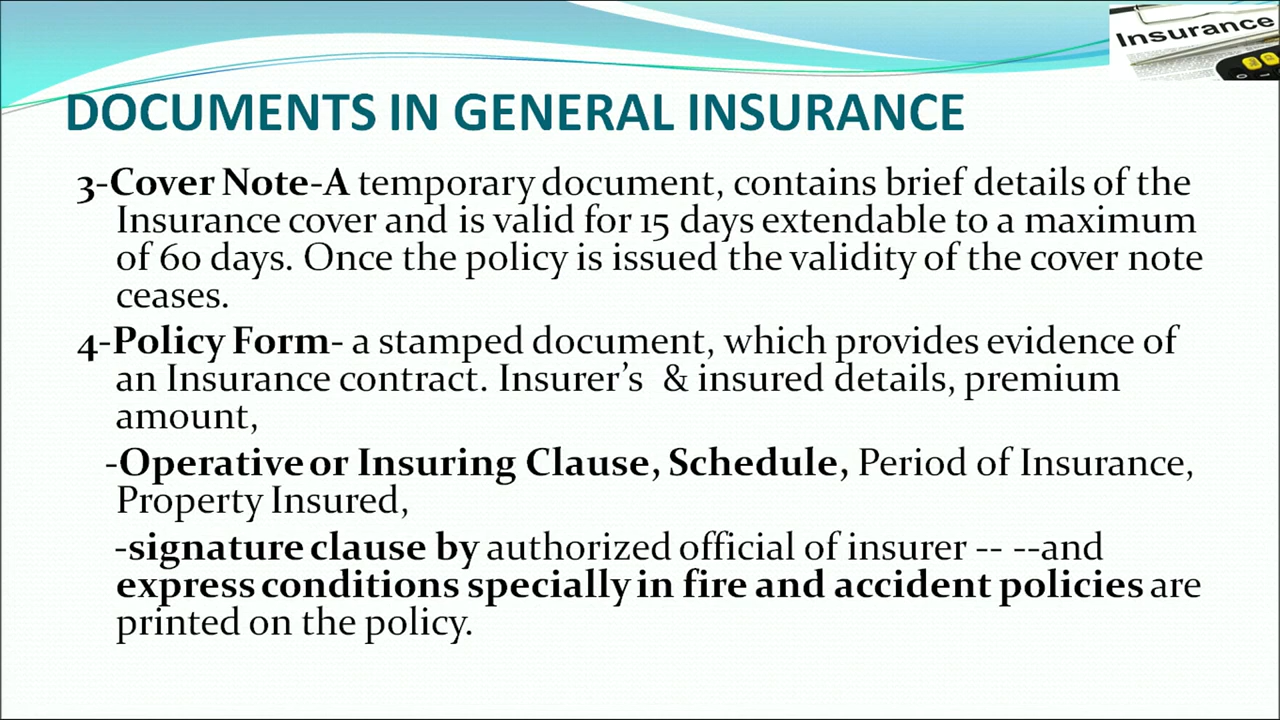 Insurance
DOCUMENTS IN GENERAL INSURANCE
3-Cover Note-A temporary document, contains brief details of the
Insurance cover and is valid for 15 days extendable to a maximum
of 60 days. Once the policy is issued the validity of the cover note
ceases.
4-Policy Form- a stamped document, which provides evidence of
an Insurance contract. Insurer’s & insured details, premium
amount,
-Operative or Insuring Clause, Schedule, Period of Insurance,
Property Insured,
-signature clause by authorized official of insurer -- --and
express conditions specially in fire and accident policies are
printed on the policy.